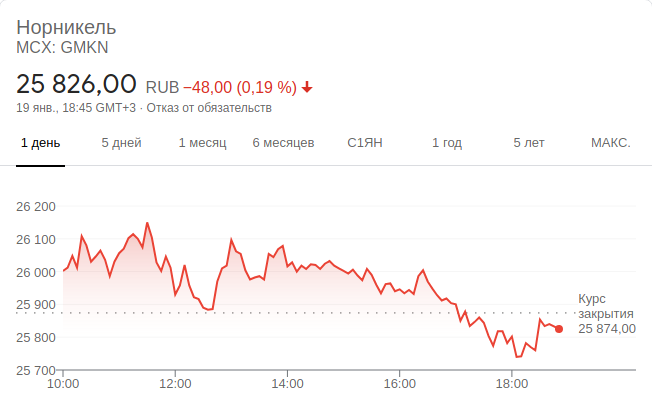 Норникель
MCX: GMKN
25 826,00 RUB −48,00 (0,19 %)
19 янв., 18:45 GMT+3 · Отказ от обязательств
1 день 5 дней 1 месяц 6 месяцев С1ЯН 1 год 5 лет МАКС.
26 200
26 100
26 000
25 900
25 800
25 700
Курс
закрытия
25 874,00
10:00 12:00 14:00 16:00 18:00